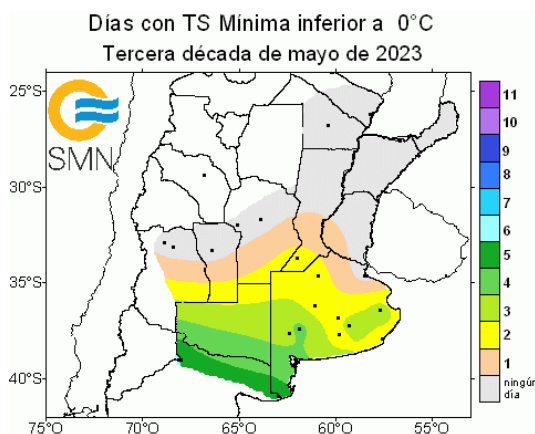 Días con TS Mínima inferior a 0°C
Tercera década de mayo de 2023
SMN
25°S
30°S
35°S
40°S
75°O
70°O
65°O
60°O
55°O
11
10
9
8
7
6
5
4
3
2
1
ningún
día